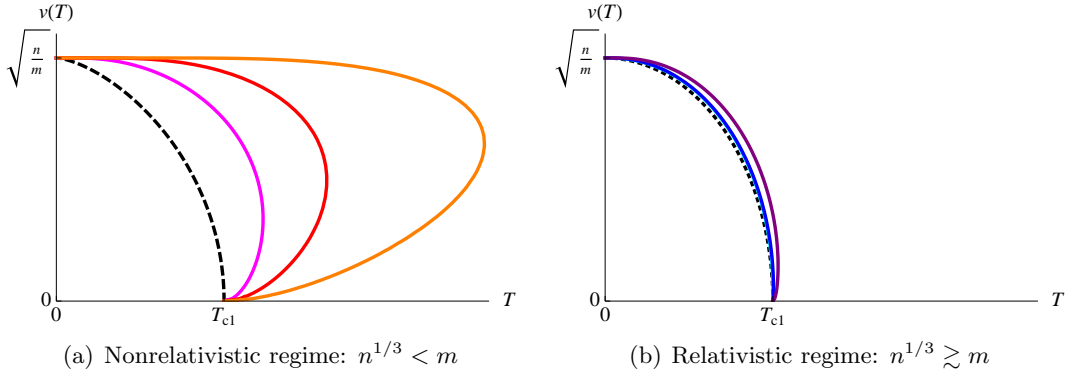 v(T)
√n/m
0
0
T_c1
T
(a) Nonrelativistic regime: n^1/3 < m
v(T)
√n/m
0
0
T_c1
T
(b) Relativistic regime: n^1/3 ≳ m